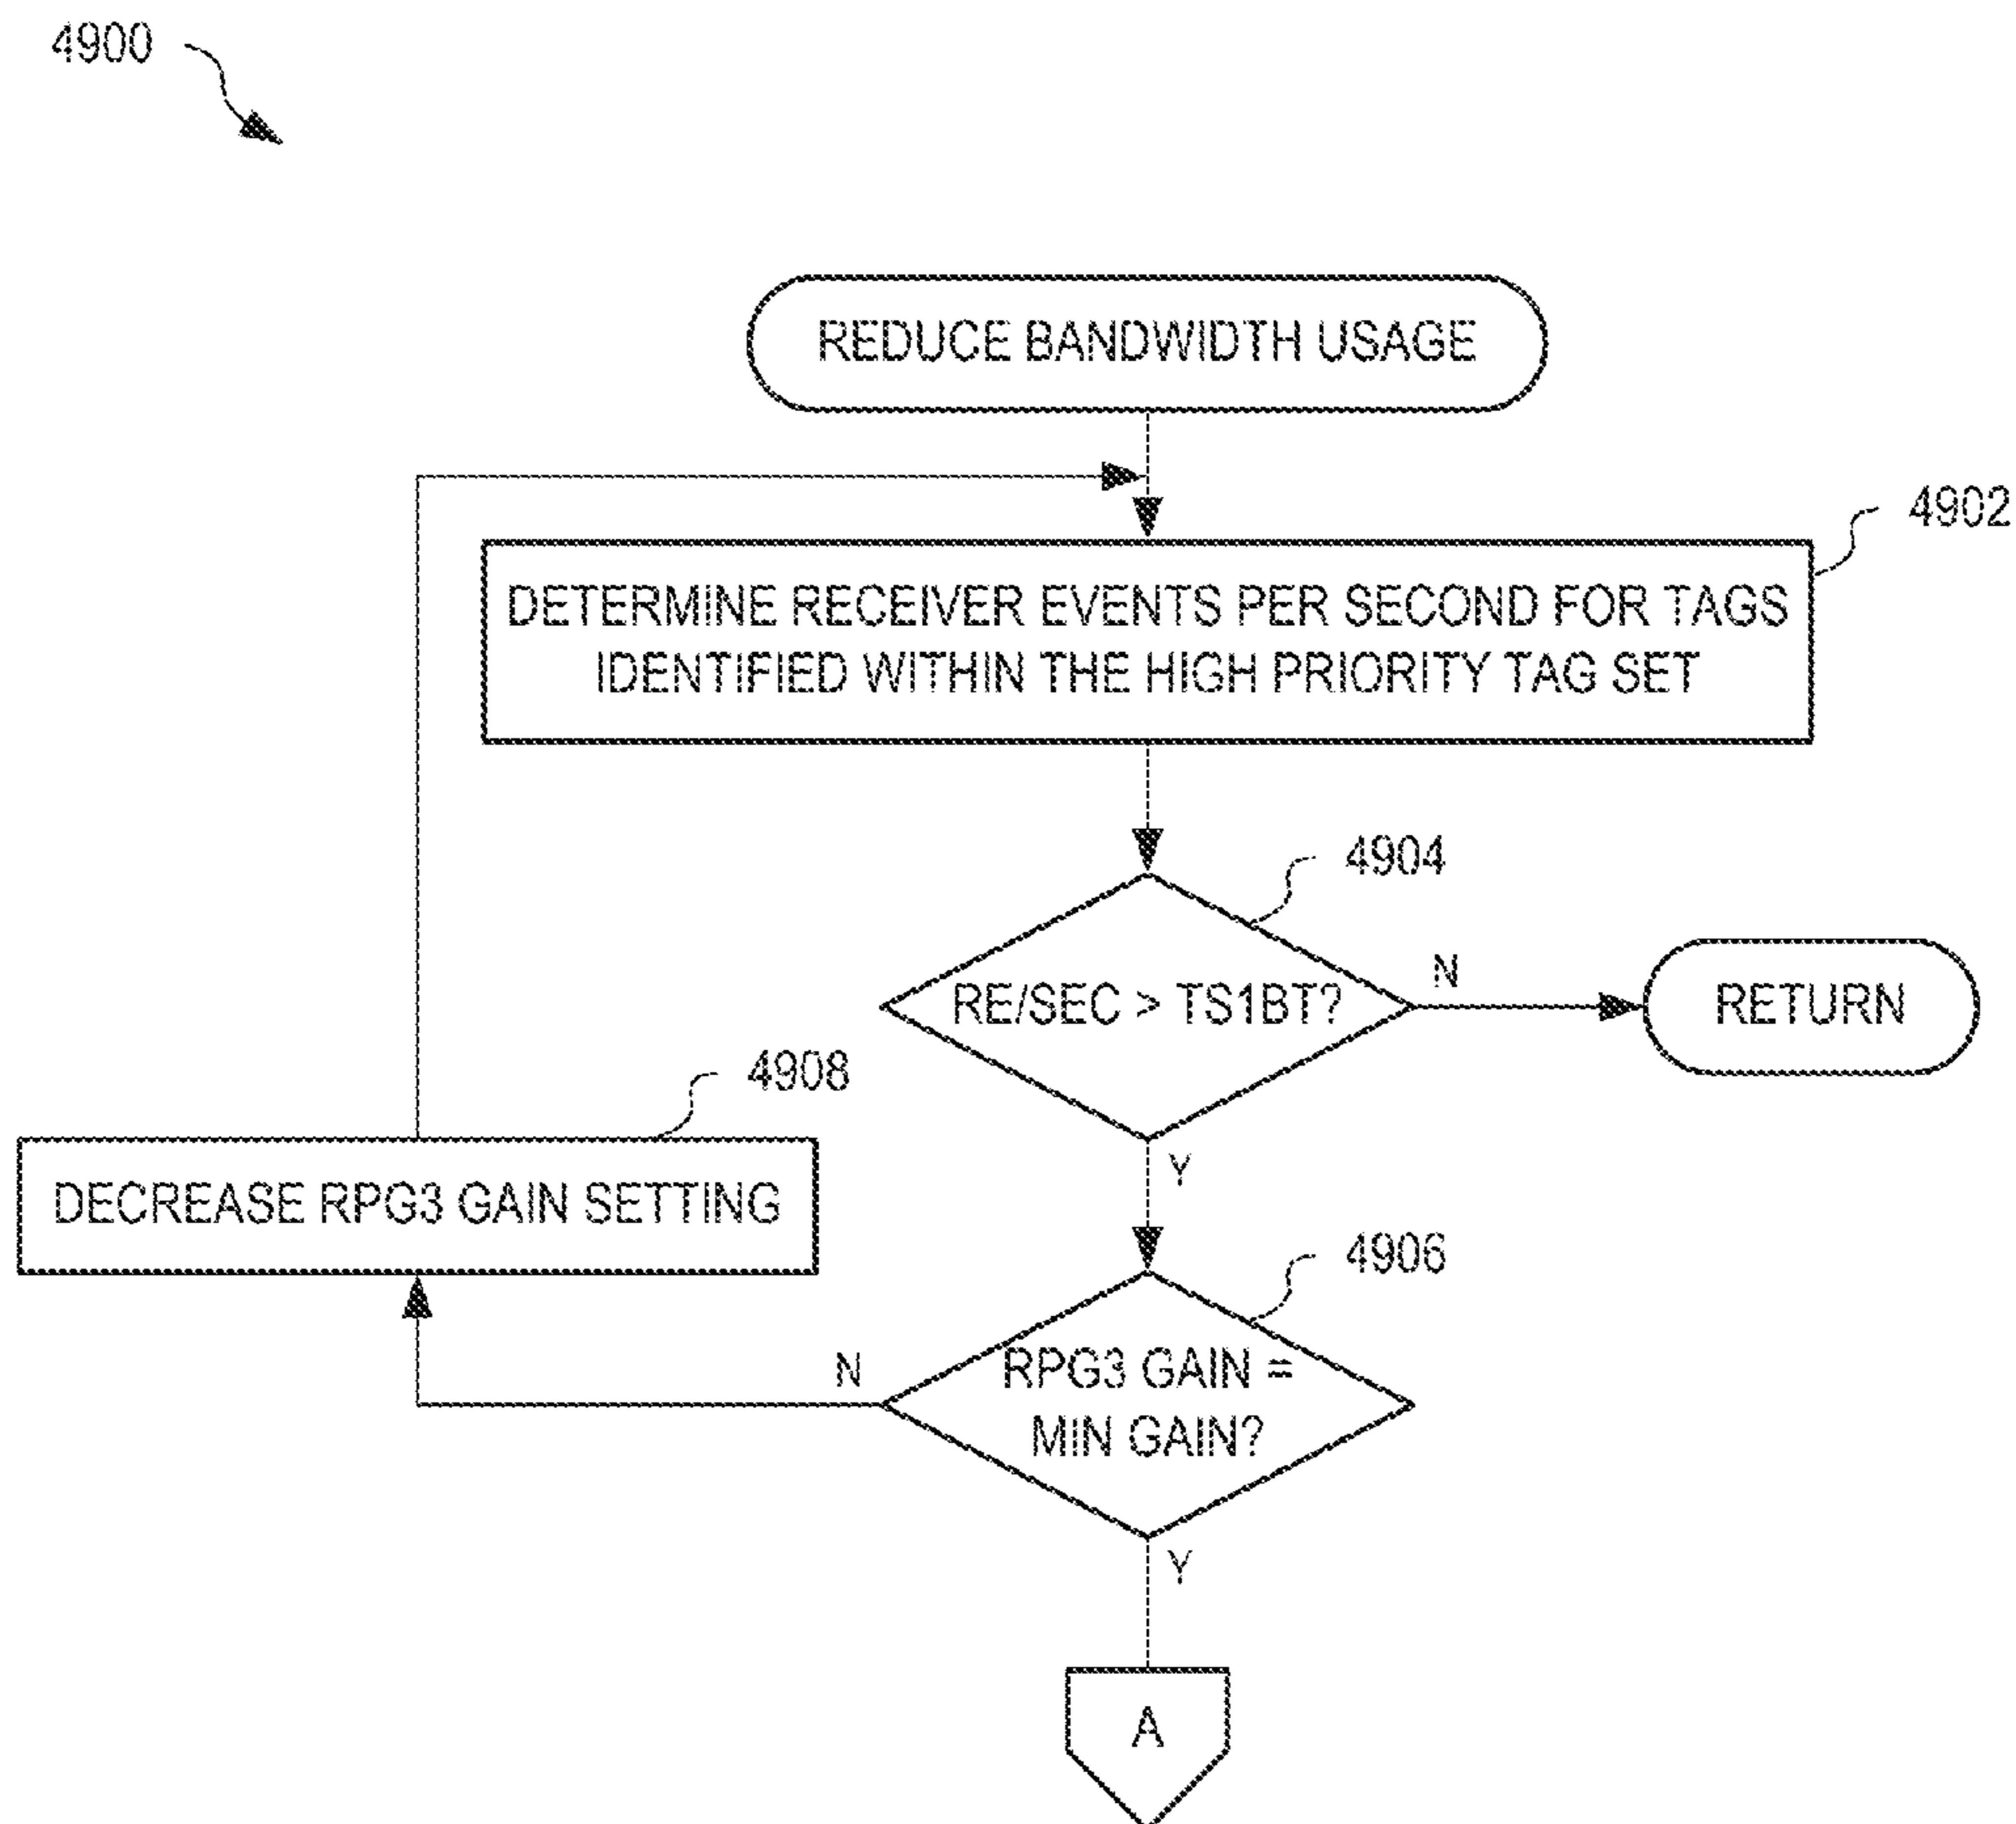 4900
REDUCE BANDWIDTH USAGE
4902
DETERMINE RECEIVER EVENTS PER SECOND FOR TAGS
IDENTIFIED WITHIN THE HIGH PRIORITY TAG SET
4904
RE/SEC > TS1BT?
N
RETURN
Y
4908
DECREASE RPG3 GAIN SETTING
4906
RPG3 GAIN =
MIN GAIN?
N
Y
A